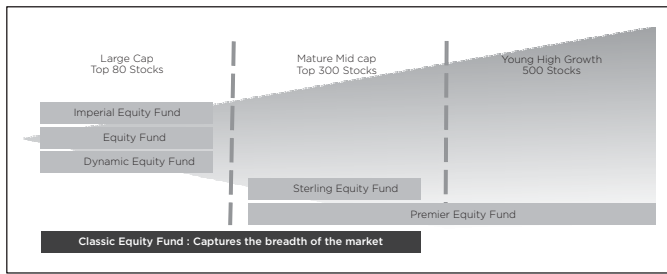 Large Cap
Top 80 Stocks
Mature Mid cap
Top 300 Stocks
Young High Growth
500 Stocks
Imperial Equity Fund
Equity Fund
Dynamic Equity Fund
Sterling Equity Fund
Premier Equity Fund
Classic Equity Fund : Captures the breadth of the market